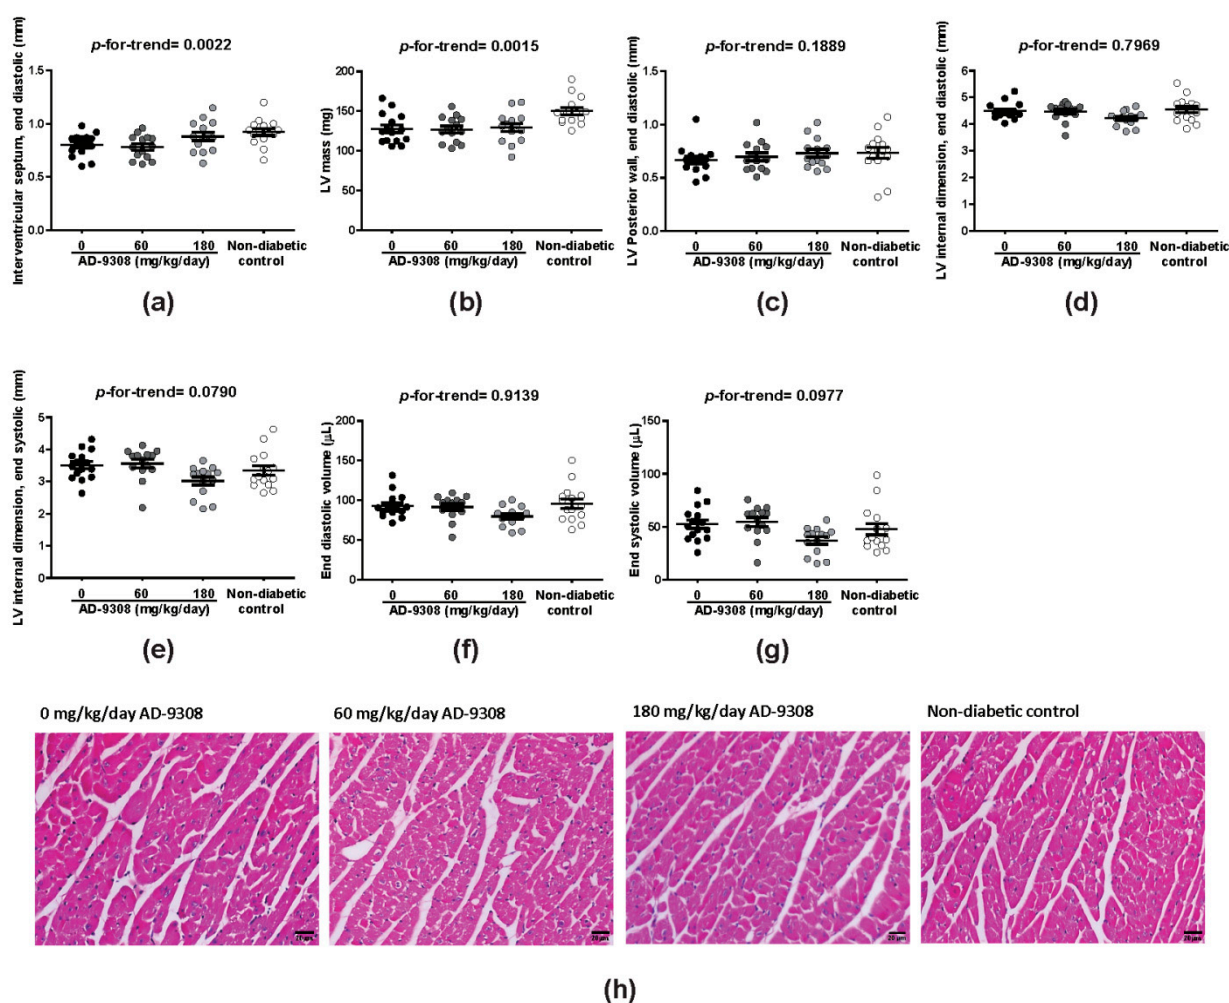 p-for-trend= 0.0022
Interventricular septum, end diastolic (mm)
1.5
1.0
0.5
0.0
0 60 180 Non-diabetic
AD-9308 (mg/kg/day) control
(a)
p-for-trend= 0.0015
LV mass (mg)
200
150
100
50
0
0 60 180 Non-diabetic
AD-9308 (mg/kg/day) control
(b)
p-for-trend= 0.1889
LV Posterior wall, end diastolic (mm)
1.5
1.0
0.5
0.0
0 60 180 Non-diabetic
AD-9308 (mg/kg/day) control
(c)
p-for-trend= 0.7969
LV internal dimension, end diastolic (mm)
6
5
4
3
2
1
0
0 60 180 Non-diabetic
AD-9308 (mg/kg/day) control
(d)
p-for-trend= 0.0790
LV internal dimension, end systolic (mm)
5
4
3
2
1
0
0 60 180 Non-diabetic
AD-9308 (mg/kg/day) control
(e)
p-for-trend= 0.9139
End diastolic volume (μL)
200
150
100
50
0
0 60 180 Non-diabetic
AD-9308 (mg/kg/day) control
(f)
p-for-trend= 0.0977
End systolic volume (μL)
150
100
50
0
0 60 180 Non-diabetic
AD-9308 (mg/kg/day) control
(g)
0 mg/kg/day AD-9308
20 μm
60 mg/kg/day AD-9308
20 μm
180 mg/kg/day AD-9308
20 μm
Non-diabetic control
20 μm
(h)